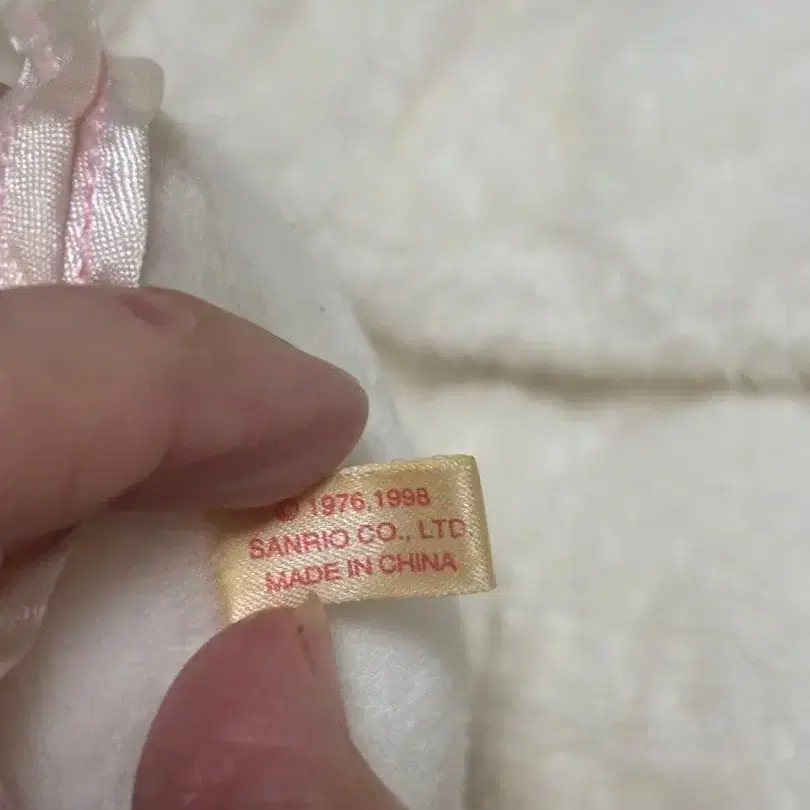 © 1976,1998
SANRIO CO., LTD
MADE IN CHINA